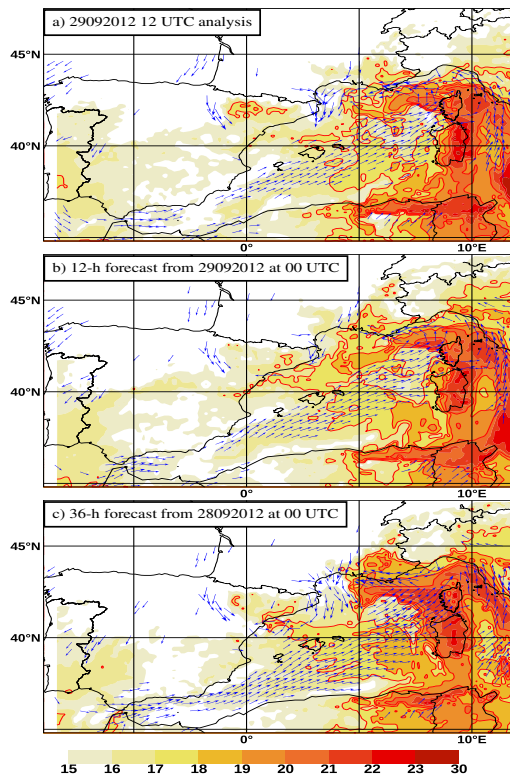 a) 29092012 12 UTC analysis
45°N
40°N
0°
10°E
b) 12-h forecast from 29092012 at 00 UTC
45°N
40°N
0°
10°E
c) 36-h forecast from 28092012 at 00 UTC
45°N
40°N
0°
10°E
15 16 17 18 19 20 21 22 23 30